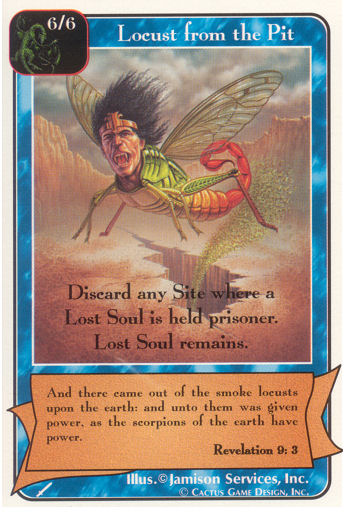 6/6
Locust from the Pit
Discard any Site where a
Lost Soul is held prisoner.
Lost Soul remains.
And there came out of the smoke locusts
upon the earth: and unto them was given
power, as the scorpions of the earth have
power.
Revelation 9: 3
Illus.©Jamison Services, Inc.
© Cactus Game Design, Inc.